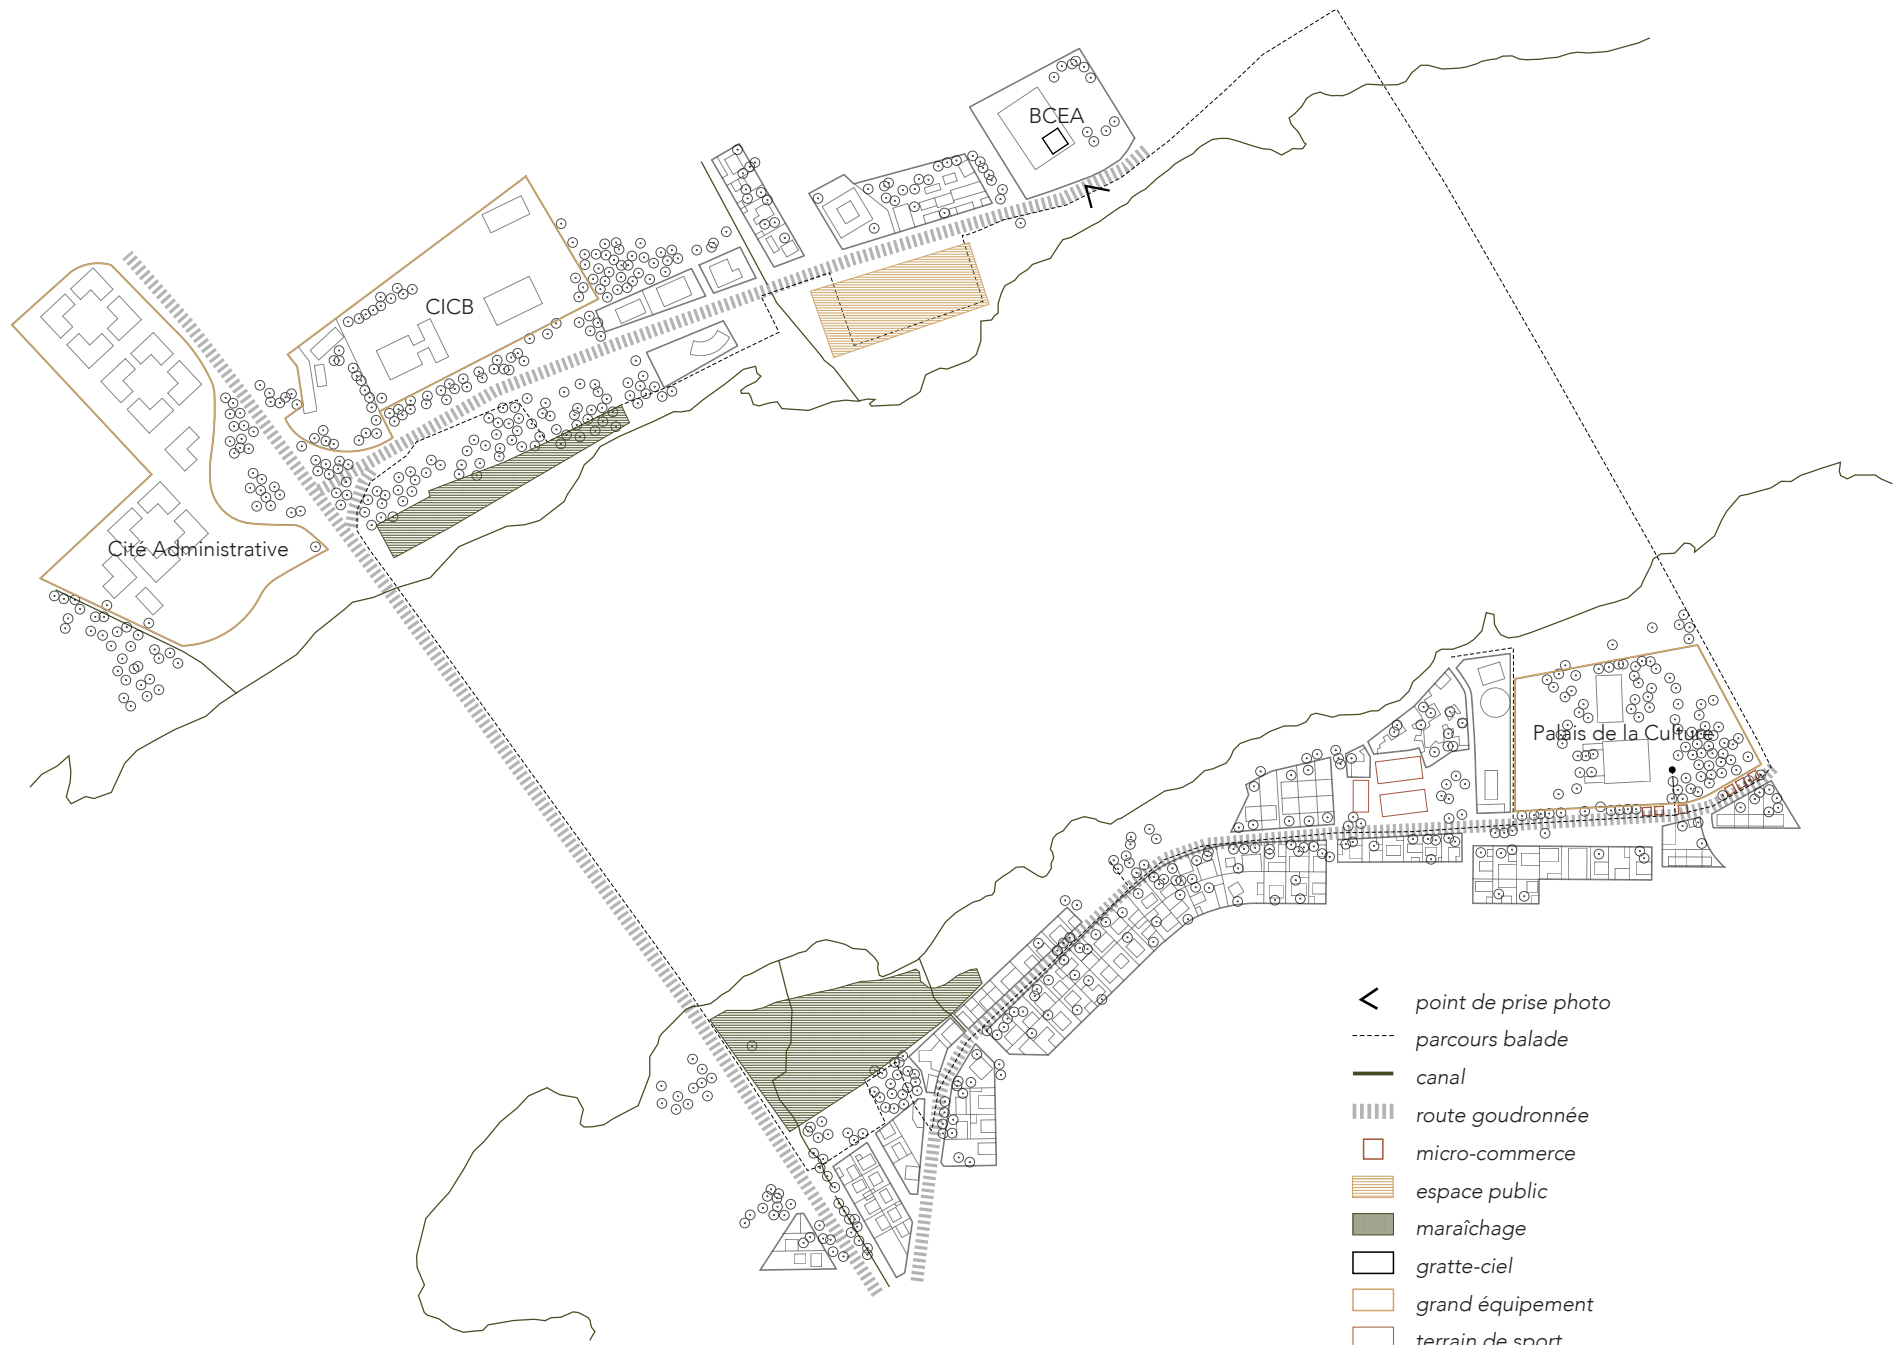 BCEA
CICB
Cité Administrative
Palais de la Culture
point de prise photo
parcours balade
canal
route goudronnée
micro-commerce
espace public
maraîchage
gratte-ciel
grand équipement
terrain de sport